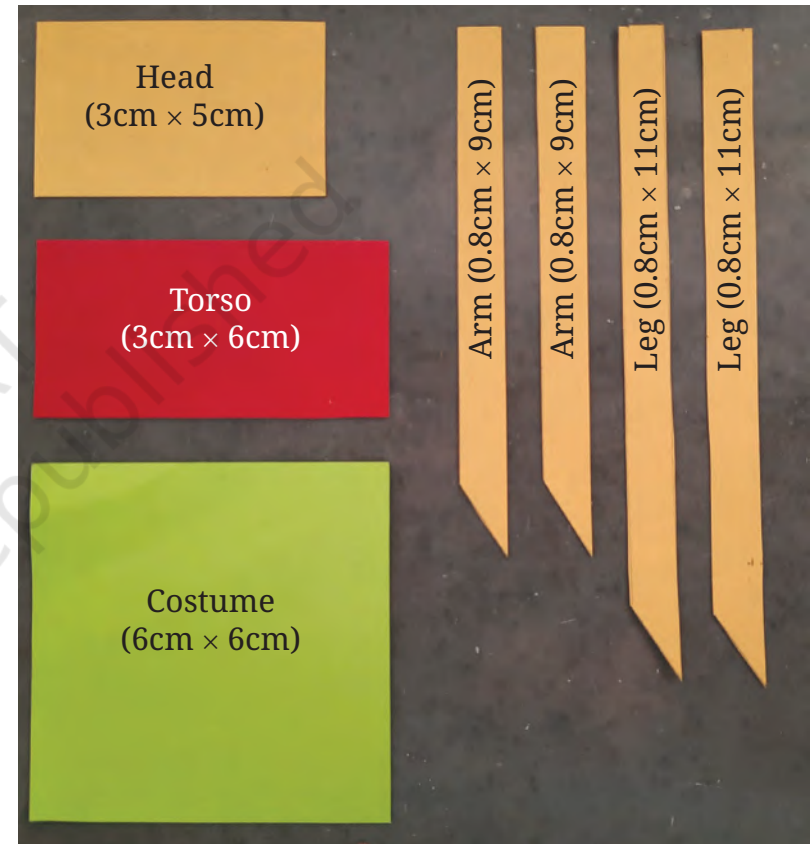 Head
(3cm × 5cm)
Torso
(3cm × 6cm)
Costume
(6cm × 6cm)
Arm (0.8cm × 9cm)
Arm (0.8cm × 9cm)
Leg (0.8cm × 11cm)
Leg (0.8cm × 11cm)